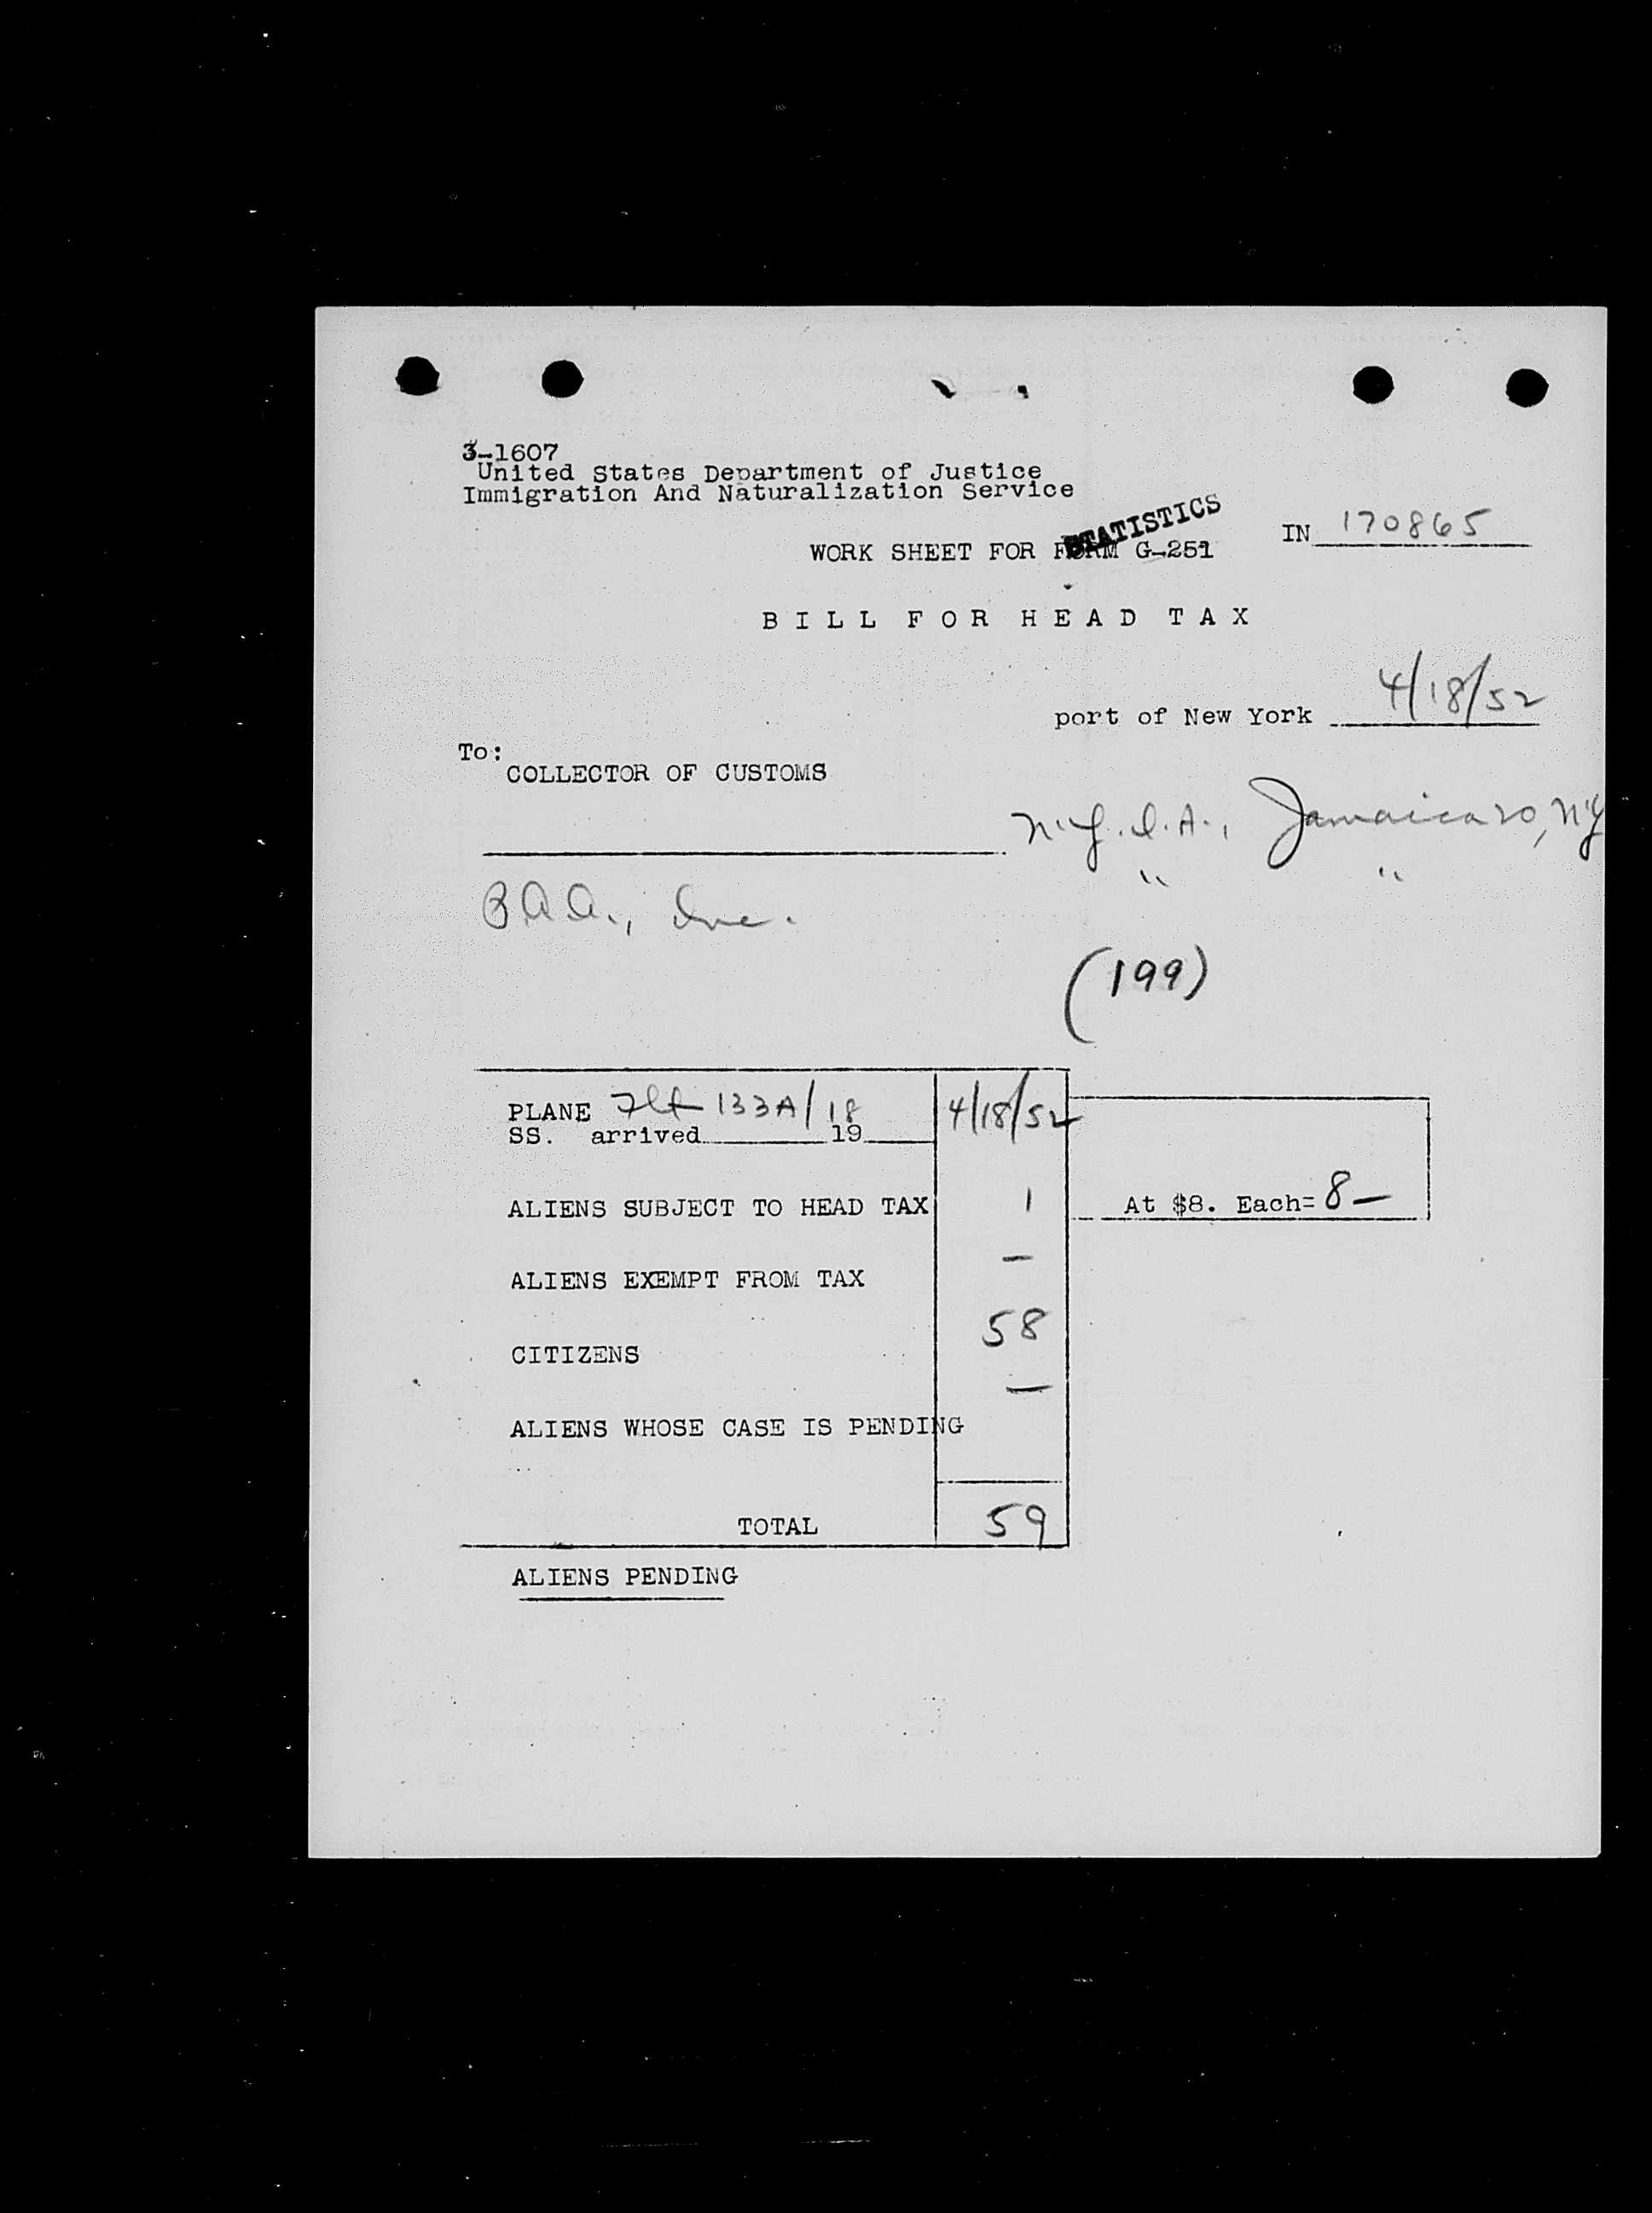 3-1607
United States Department of Justice
Immigration And Naturalization Service
STATISTICS
IN 170865
WORK SHEET FOR FORM G-251
BILL FOR HEAD TAX
port of New York 4/18/52
To:
COLLECTOR OF CUSTOMS
N.Y.I.A., Jamaica 20, NY
" "
Inc.
(199)
PLANE Flt 133A/18 4/18/52
SS. arrived 19
ALIENS SUBJECT TO HEAD TAX 1 At $8. Each= 8—
ALIENS EXEMPT FROM TAX —
CITIZENS 58
ALIENS WHOSE CASE IS PENDING —
TOTAL 59
ALIENS PENDING